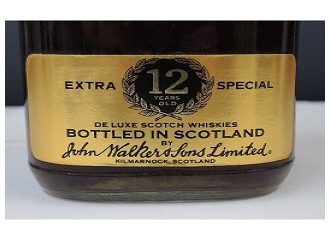 EXTRA 12 SPECIAL
YEARS
OLD
DE LUXE SCOTCH WHISKIES
BOTTLED IN SCOTLAND
BY
John Walker & Sons Limited.
KILMARNOCK, SCOTLAND